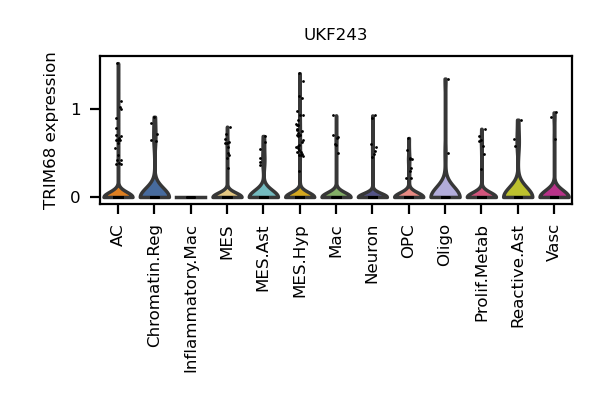 UKF243
TRIM68 expression
1
0
AC
Chromatin.Reg
Inflammatory.Mac
MES
MES.Ast
MES.Hyp
Mac
Neuron
OPC
Oligo
Prolif.Metab
Reactive.Ast
Vasc